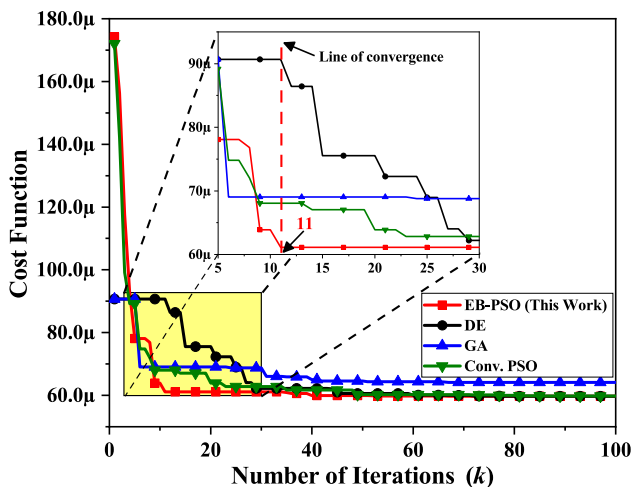 180.0µ
160.0µ
140.0µ
120.0µ
100.0µ
80.0µ
60.0µ
Cost Function
0
20
40
60
80
100
Number of Iterations (k)
90µ
80µ
70µ
60µ
5
10
15
20
25
30
Line of convergence
11
EB-PSO (This Work)
DE
GA
Conv. PSO